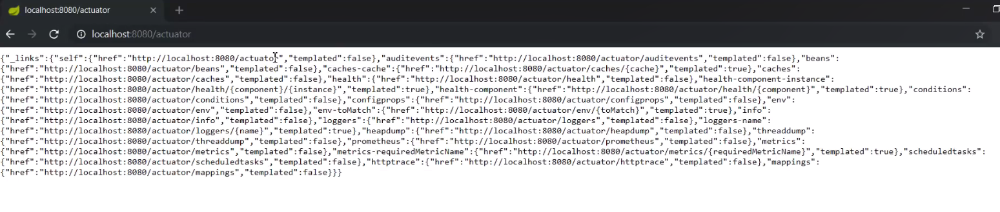 localhost:8080/actuator
localhost:8080/actuator
{"_links":{"self":{"href":"http://localhost:8080/actuator","templated":false},"auditevents":{"href":"http://localhost:8080/actuator/auditevents","templated":false},"beans":
{"href":"http://localhost:8080/actuator/beans","templated":false},"caches-cache":{"href":"http://localhost:8080/actuator/caches/{cache}","templated":true},"caches":
{"href":"http://localhost:8080/actuator/caches","templated":false},"health":{"href":"http://localhost:8080/actuator/health","templated":false},"health-component-instance":
{"href":"http://localhost:8080/actuator/health/{component}/{instance}","templated":true},"health-component":{"href":"http://localhost:8080/actuator/health/{component}","templated":true},"conditions":
{"href":"http://localhost:8080/actuator/conditions","templated":false},"configprops":{"href":"http://localhost:8080/actuator/configprops","templated":false},"env":
{"href":"http://localhost:8080/actuator/env","templated":false},"env-toMatch":{"href":"http://localhost:8080/actuator/env/{toMatch}","templated":true},"info":
{"href":"http://localhost:8080/actuator/info","templated":false},"loggers":{"href":"http://localhost:8080/actuator/loggers","templated":false},"loggers-name":
{"href":"http://localhost:8080/actuator/loggers/{name}","templated":true},"heapdump":{"href":"http://localhost:8080/actuator/heapdump","templated":false},"threaddump":
{"href":"http://localhost:8080/actuator/threaddump","templated":false},"prometheus":{"href":"http://localhost:8080/actuator/prometheus","templated":false},"metrics":
{"href":"http://localhost:8080/actuator/metrics","templated":false},"metrics-requiredMetricName":{"href":"http://localhost:8080/actuator/metrics/{requiredMetricName}","templated":true},"scheduledtasks":
{"href":"http://localhost:8080/actuator/scheduledtasks","templated":false},"httptrace":{"href":"http://localhost:8080/actuator/httptrace","templated":false},"mappings":
{"href":"http://localhost:8080/actuator/mappings","templated":false}}}